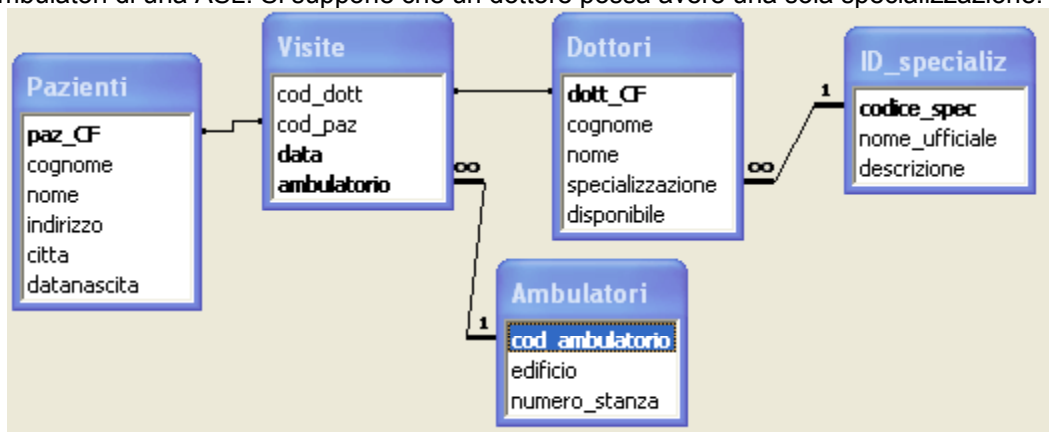 mbulatori di una ASL. Si suppone che un dottore possa avere una sola specializzazione.
Pazienti
paz_CF
cognome
nome
indirizzo
citta
datanascita
Visite
cod_dott
cod_paz
data
ambulatorio
∞
1
Dottori
dott_CF
cognome
nome
specializzazione
disponibile
∞
1
ID_specializ
codice_spec
nome_ufficiale
descrizione
Ambulatori
cod_ambulatorio
edificio
numero_stanza